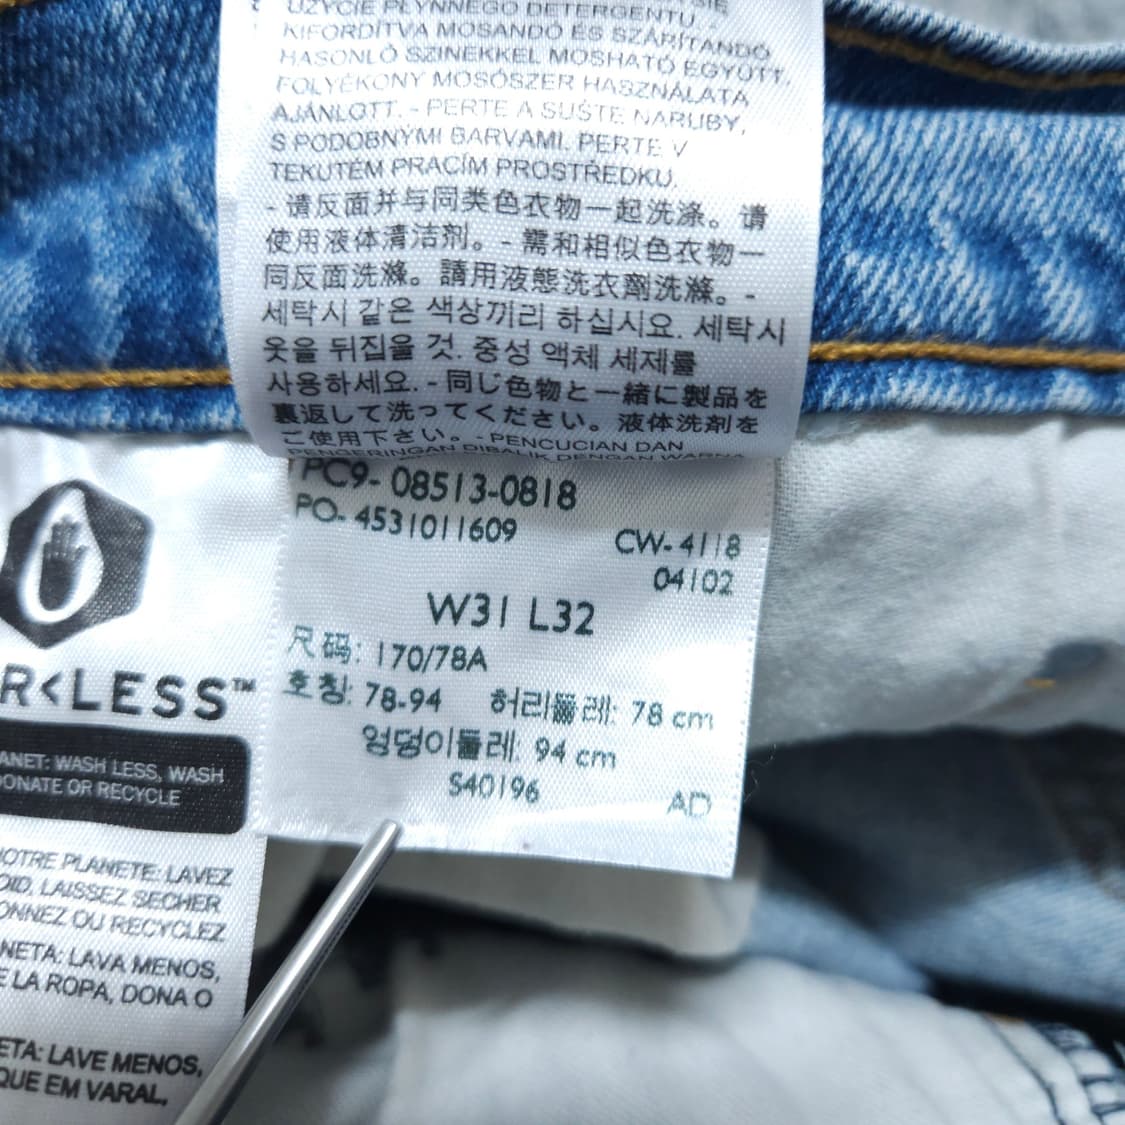 UŻYCIE PŁYNNEGO DETERGENTU. -
KIFORDÍTVA MOSANDÓ ÉS SZÁRÍTANDÓ
HASONLÓ SZINEKKEL MOSHATÓ EGYÜTT.
FOLYÉKONY MOSÓSZER HASZNÁLATA
AJÁNLOTT. - PERTE A SUŠTE NARUBY,
S PODOBNÝMI BARVAMI. PERTE V
TEKUTÉM PRACÍM PROSTŘEDKU.
- 请反面并与同类色衣物一起洗涤。请
使用液体清洁剂。- 需和相似色衣物一
同反面洗滌。請用液態洗衣劑洗滌。-
세탁시 같은 색상끼리 하십시요. 세탁시
옷을 뒤집을 것. 중성 액체 세제를
사용하세요. - 同じ色物と一緒に製品を
裏返して洗ってください。液体洗剤を
ご使用下さい。- PENCUCIAN DAN
PENGERINGAN DIBALIK DENGAN WARNA
PC9- 08513-0818
PO- 4531011609
CW- 4118
04102
W31 L32
尺码: 170/78A
호칭: 78-94 허리둘레: 78 cm
엉덩이둘레: 94 cm
S40196
AD
R<LESS™
ANET: WASH LESS, WASH
DONATE OR RECYCLE
NOTRE PLANETE: LAVEZ
OID, LAISSEZ SECHER
ONNEZ OU RECYCLEZ
NETA: LAVA MENOS,
E LA ROPA, DONA O
ETA: LAVE MENOS,
QUE EM VARAL,